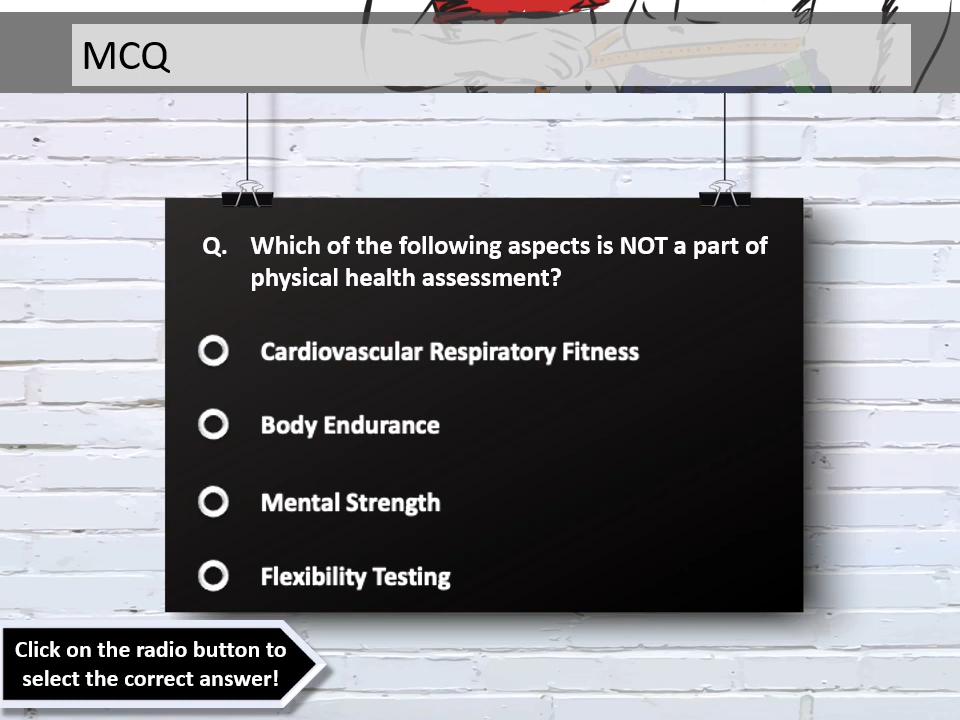 MCQ
Q. Which of the following aspects is NOT a part of
physical health assessment?
Cardiovascular Respiratory Fitness
Body Endurance
Mental Strength
Flexibility Testing
Click on the radio button to
select the correct answer!